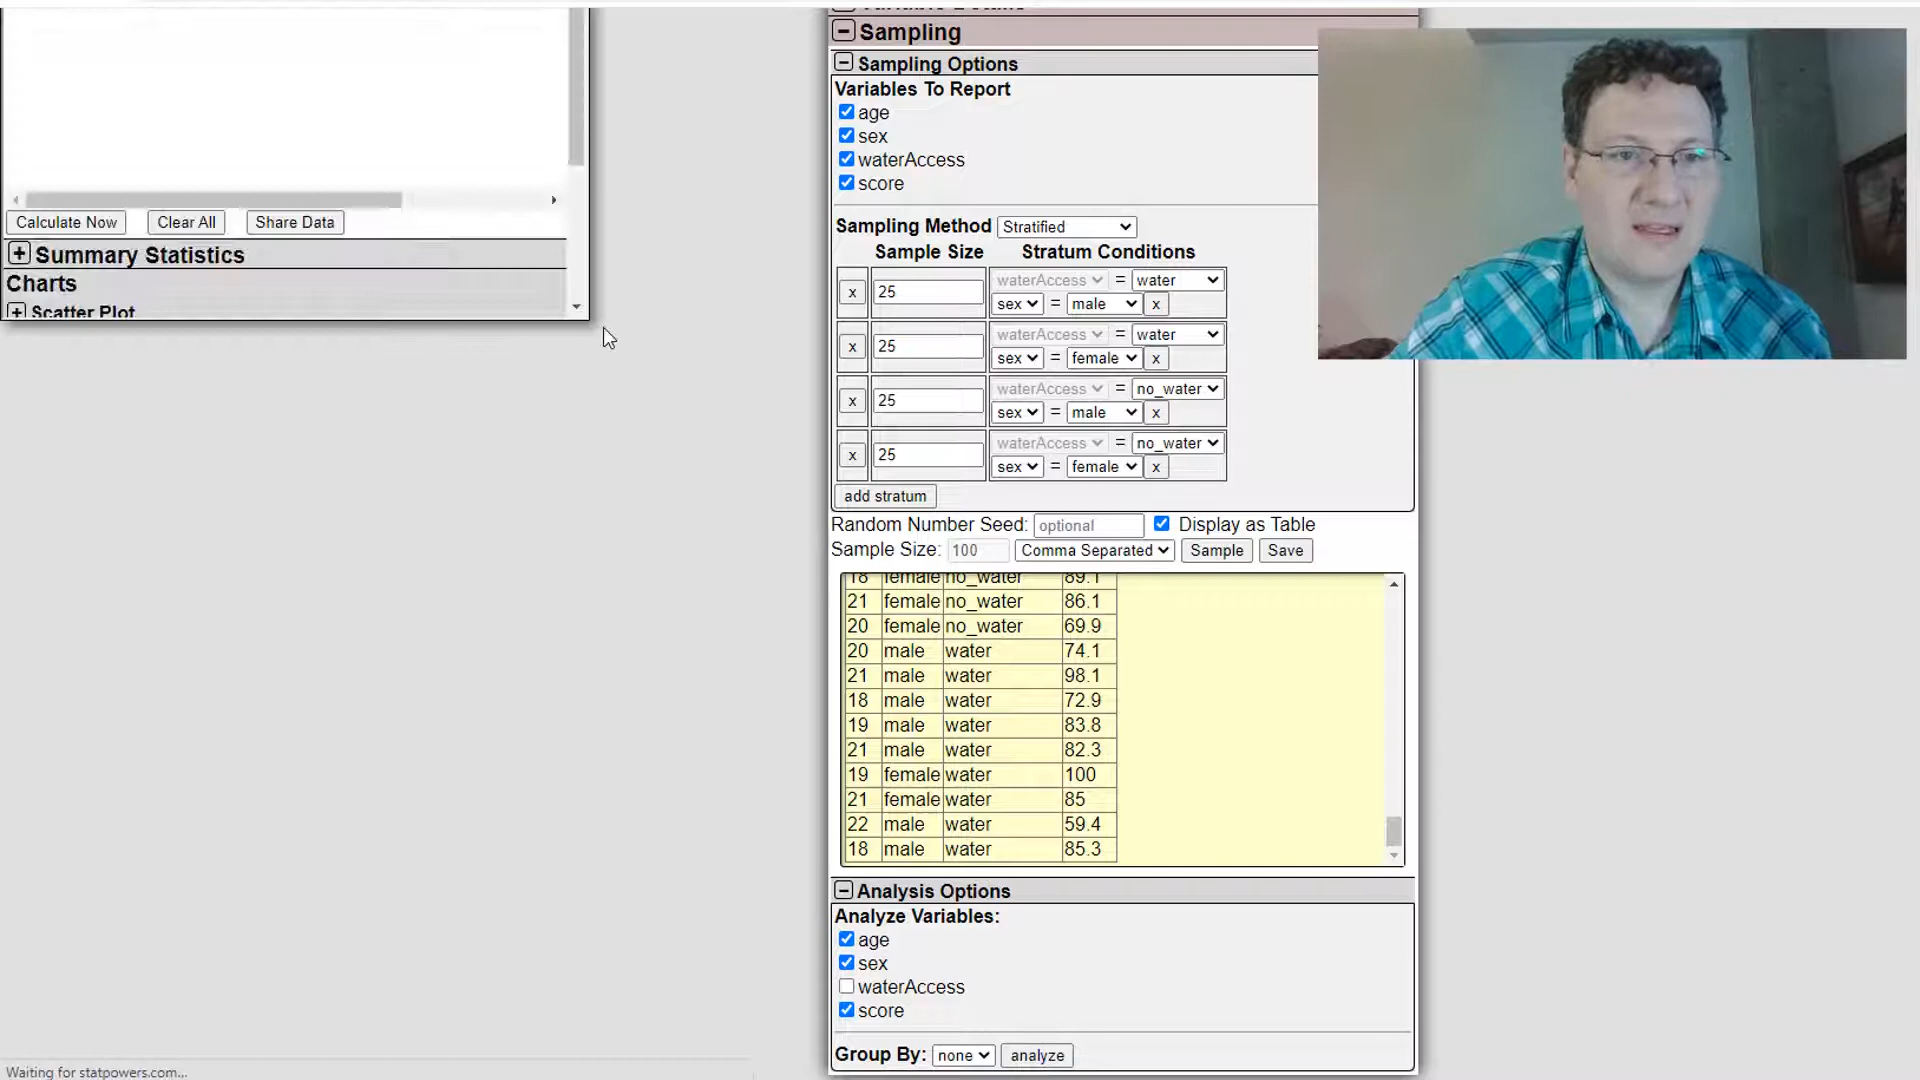 Calculate Now Clear All Share Data
+ Summary Statistics
Charts
+ Scatter Plot
Waiting for statpowers.com...
− Sampling
− Sampling Options
Variables To Report
age
sex
waterAccess
score
Sampling Method Stratified
Sample Size Stratum Conditions
x 25 waterAccess = water
sex = male x
x 25 waterAccess = water
sex = female x
x 25 waterAccess = no_water
sex = male x
x 25 waterAccess = no_water
sex = female x
add stratum
Random Number Seed: optional Display as Table
Sample Size: 100 Comma Separated Sample Save
18 female no_water 89.1
21 female no_water 86.1
20 female no_water 69.9
20 male water 74.1
21 male water 98.1
18 male water 72.9
19 male water 83.8
21 male water 82.3
19 female water 100
21 female water 85
22 male water 59.4
18 male water 85.3
− Analysis Options
Analyze Variables:
age
sex
waterAccess
score
Group By: none analyze